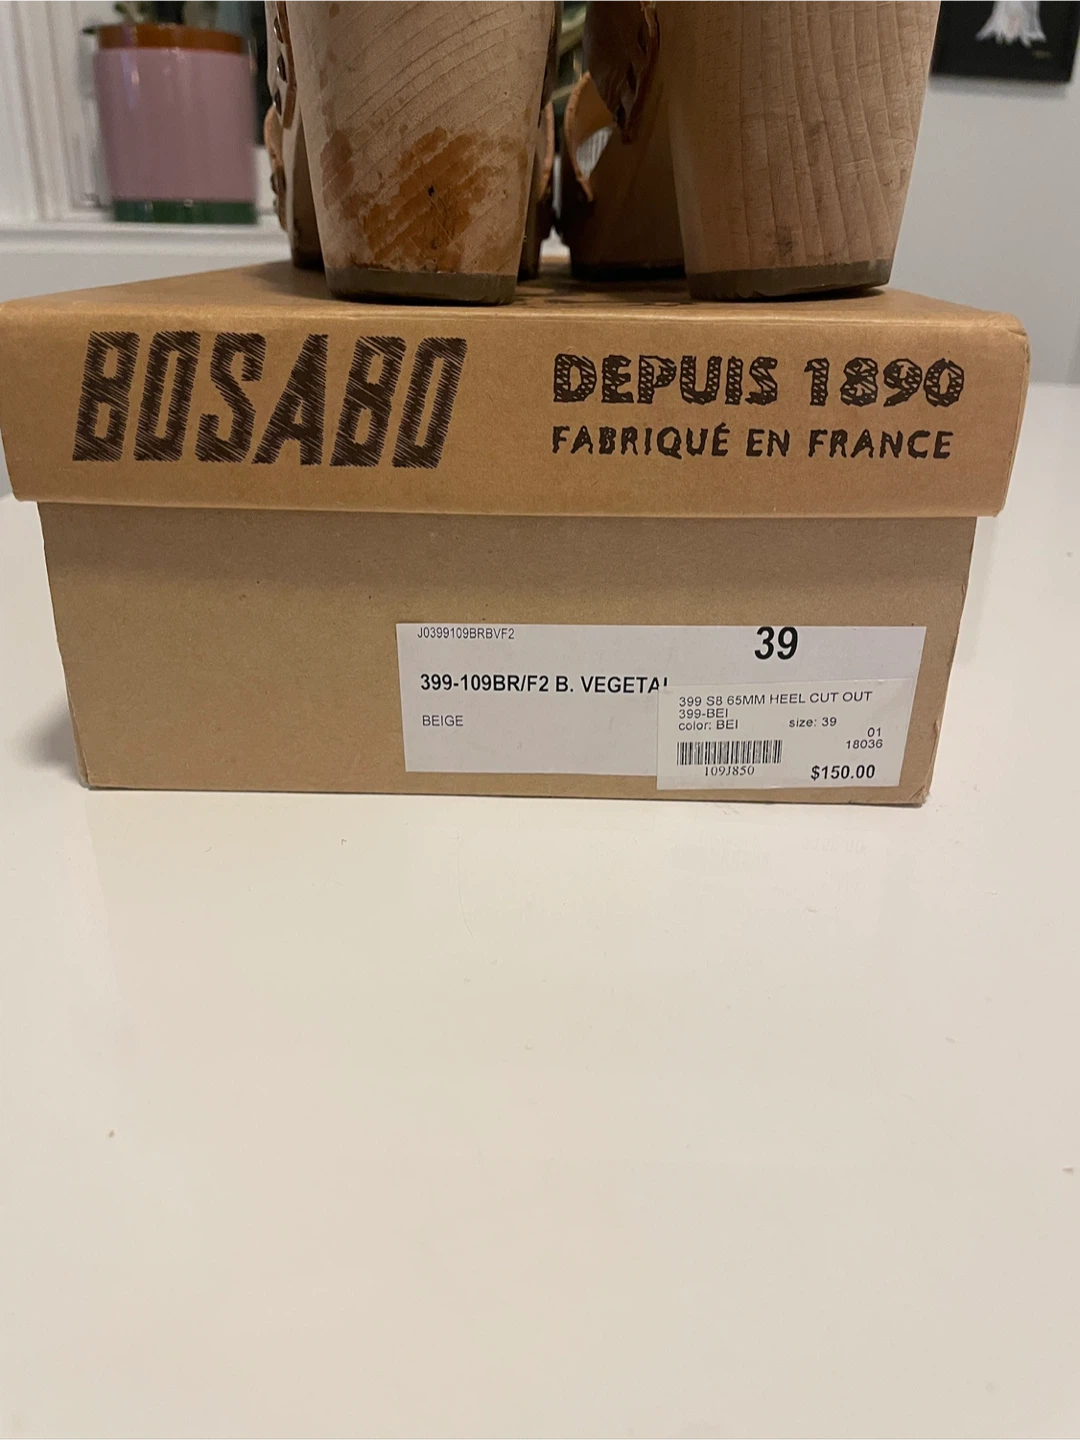 BOSABO
DEPUIS 1890
FABRIQUÉ EN FRANCE
J0399109BRBVF2
39
399-109BR/F2 B. VEGETAL
BEIGE
399 S8 65MM HEEL CUT OUT
399-BEI
color: BEI size: 39
01
18036
109J850
$150.00